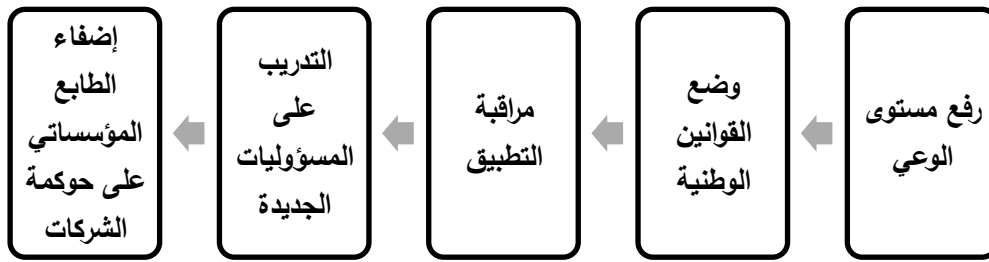 رفع مستوى
الوعي
وضع
القوانين
الوطنية
مراقبة
التطبيق
التدريب
على
المسؤوليات
الجديدة
إضفاء
الطابع
المؤسساتي
على حوكمة
الشركات